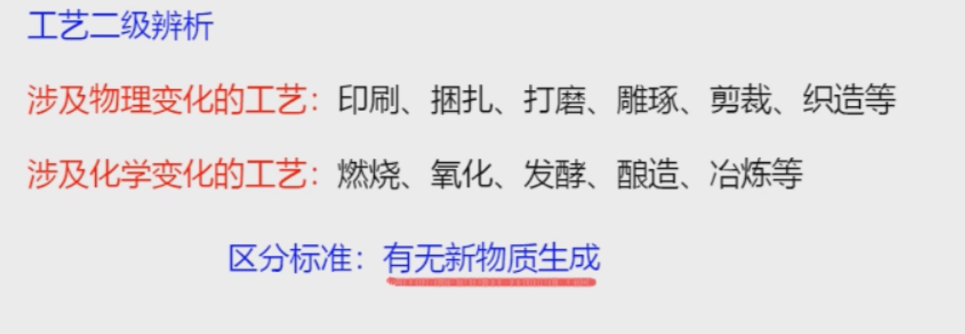 工艺二级辨析
涉及物理变化的工艺：印刷、捆扎、打磨、雕琢、剪裁、织造等
涉及化学变化的工艺：燃烧、氧化、发酵、酿造、冶炼等
区分标准：有无新物质生成